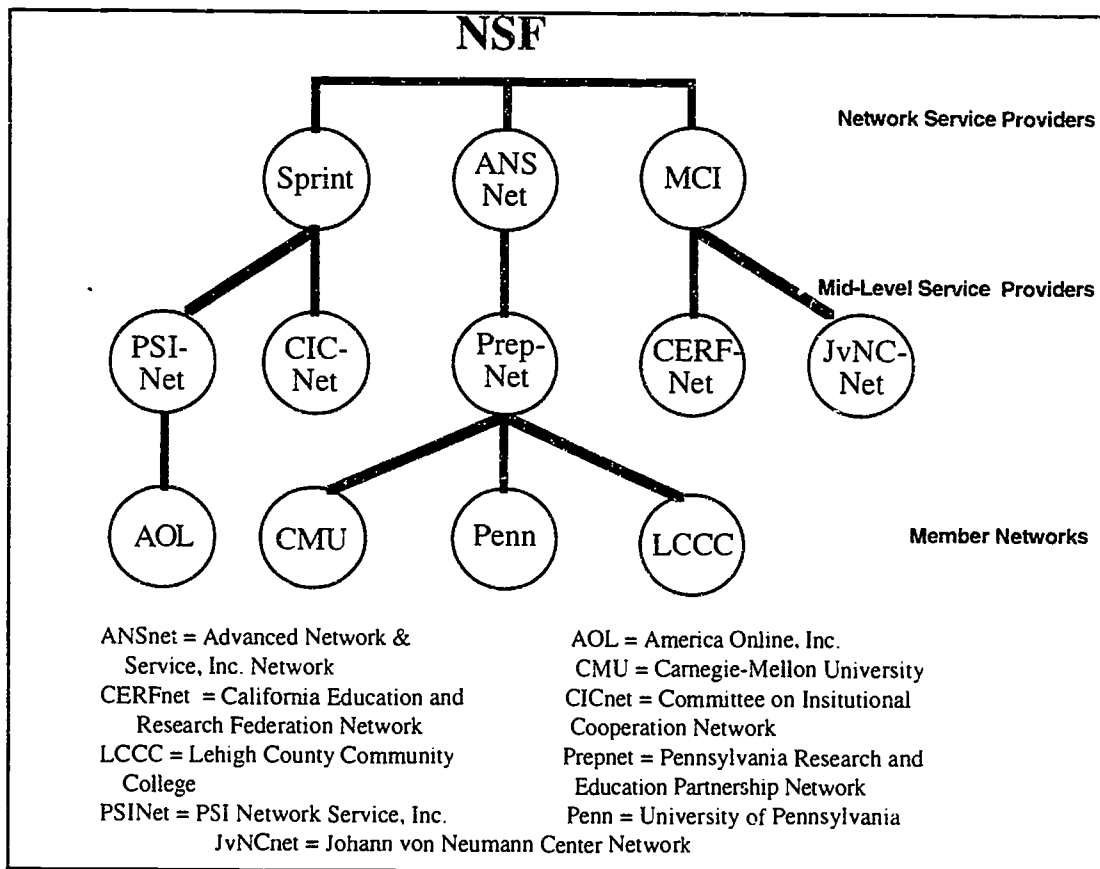 NSF
Network Service Providers
Sprint
ANS
Net
MCI
Mid-Level Service Providers
PSI-
Net
CIC-
Net
Prep-
Net
CERF-
Net
JvNC-
Net
AOL
CMU
Penn
LCCC
Member Networks
ANSnet = Advanced Network &
Service, Inc. Network
CERFnet = California Education and
Research Federation Network
LCCC = Lehigh County Community
College
PSINet = PSI Network Service, Inc.
AOL = America Online, Inc.
CMU = Carnegie-Mellon University
CICnet = Committee on Insitutional
Cooperation Network
Prepnet = Pennsylvania Research and
Education Partnership Network
Penn = University of Pennsylvania
JvNCnet = Johann von Neumann Center Network